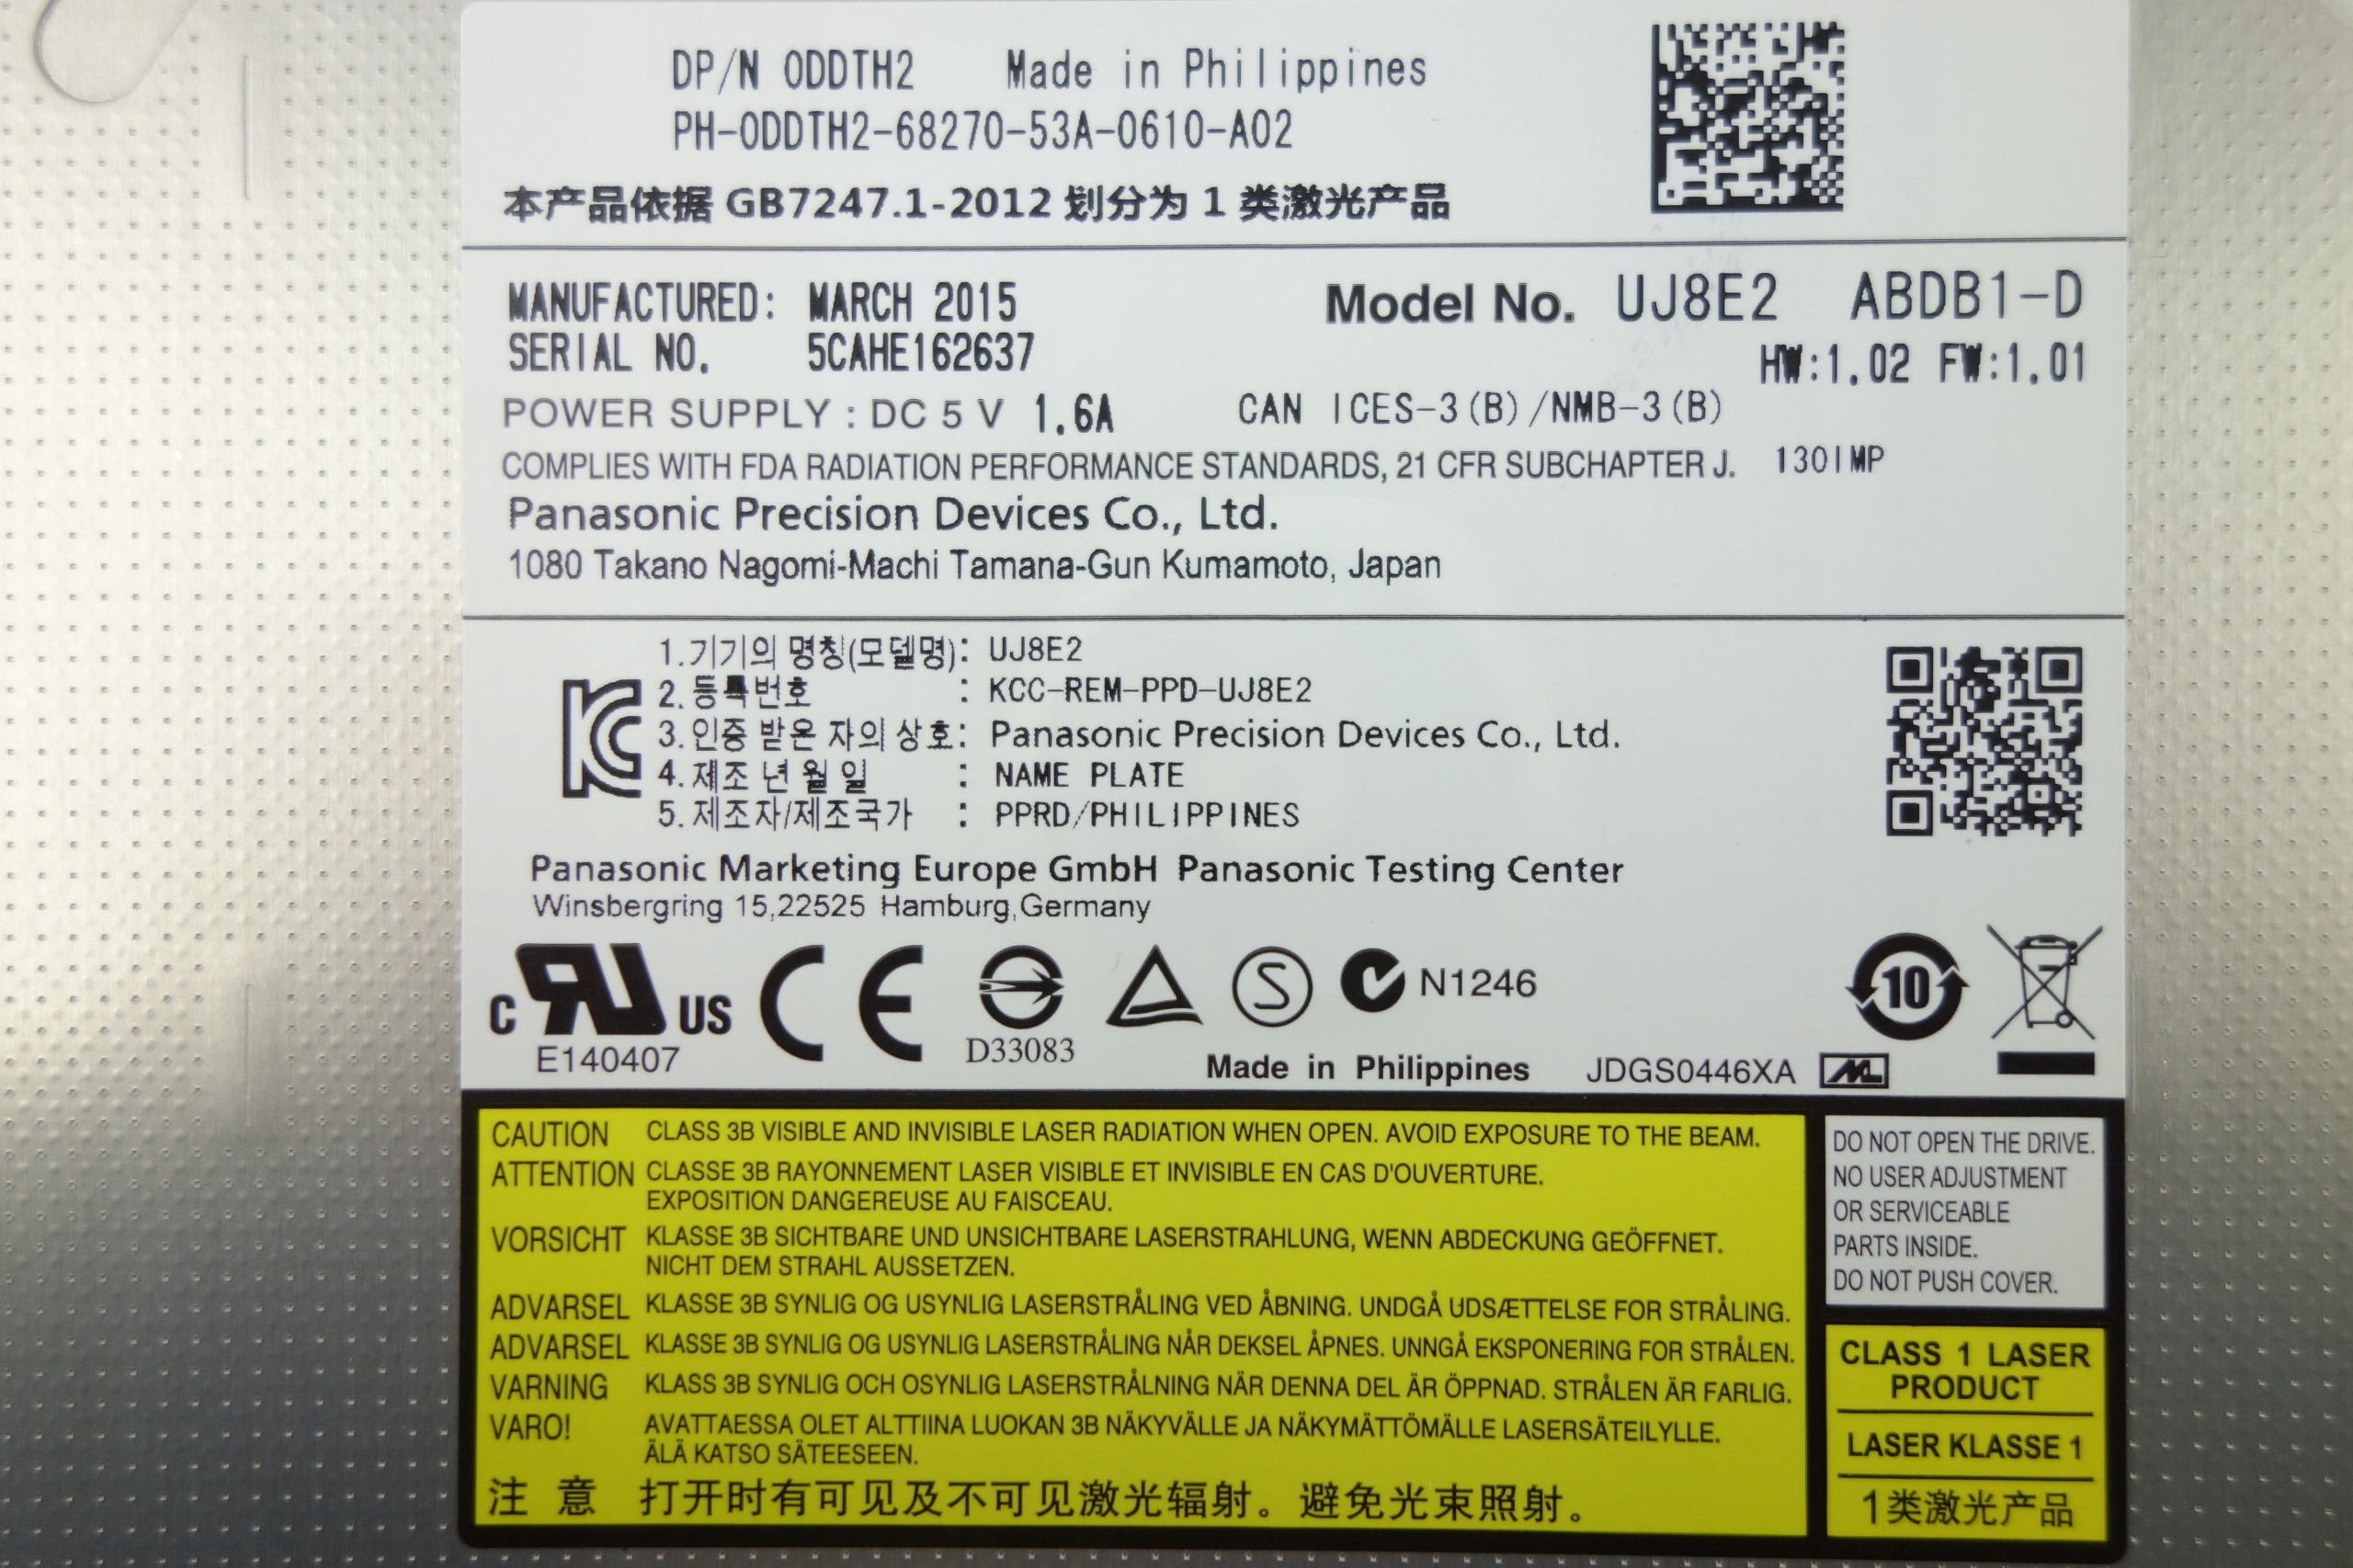 DP/N 0DDTH2 Made in Philippines
PH-0DDTH2-68270-53A-0610-A02
本产品依据 GB7247.1-2012 划分为 1 类激光产品
MANUFACTURED: MARCH 2015
Model No. UJ8E2 ABDB1-D
SERIAL NO. 5CAHE162637
HW:1.02 FW:1.01
POWER SUPPLY : DC 5 V 1.6A CAN ICES-3(B)/NMB-3(B)
COMPLIES WITH FDA RADIATION PERFORMANCE STANDARDS, 21 CFR SUBCHAPTER J. 130IMP
Panasonic Precision Devices Co., Ltd.
1080 Takano Nagomi-Machi Tamana-Gun Kumamoto, Japan
1.기기의 명칭(모델명): UJ8E2
2.등록번호 : KCC-REM-PPD-UJ8E2
3.인증 받은 자의 상호: Panasonic Precision Devices Co., Ltd.
4.제조 년 월 일 : NAME PLATE
5.제조자/제조국가 : PPRD/PHILIPPINES
Panasonic Marketing Europe GmbH Panasonic Testing Center
Winsbergring 15,22525 Hamburg,Germany
C UR US CE S N1246 10
E140407 D33083 Made in Philippines JDGS0446XA ML
CAUTION CLASS 3B VISIBLE AND INVISIBLE LASER RADIATION WHEN OPEN. AVOID EXPOSURE TO THE BEAM.
ATTENTION CLASSE 3B RAYONNEMENT LASER VISIBLE ET INVISIBLE EN CAS D'OUVERTURE.
EXPOSITION DANGEREUSE AU FAISCEAU.
VORSICHT KLASSE 3B SICHTBARE UND UNSICHTBARE LASERSTRAHLUNG, WENN ABDECKUNG GEÖFFNET.
NICHT DEM STRAHL AUSSETZEN.
ADVARSEL KLASSE 3B SYNLIG OG USYNLIG LASERSTRÅLING VED ÅBNING. UNDGÅ UDSÆTTELSE FOR STRÅLING.
ADVARSEL KLASSE 3B SYNLIG OG USYNLIG LASERSTRÅLING NÅR DEKSEL ÅPNES. UNNGÅ EKSPONERING FOR STRÅLEN.
VARNING KLASS 3B SYNLIG OCH OSYNLIG LASERSTRÅLNING NÄR DENNA DEL ÄR ÖPPNAD. STRÅLEN ÄR FARLIG.
VARO! AVATTAESSA OLET ALTTIINA LUOKAN 3B NÄKYVÄLLE JA NÄKYMÄTTÖMÄLLE LASERSÄTEILYLLE.
ÄLÄ KATSO SÄTEESEEN.
注 意 打开时有可见及不可见激光辐射。避免光束照射。
DO NOT OPEN THE DRIVE.
NO USER ADJUSTMENT
OR SERVICEABLE
PARTS INSIDE.
DO NOT PUSH COVER.
CLASS 1 LASER
PRODUCT
LASER KLASSE 1
1类激光产品